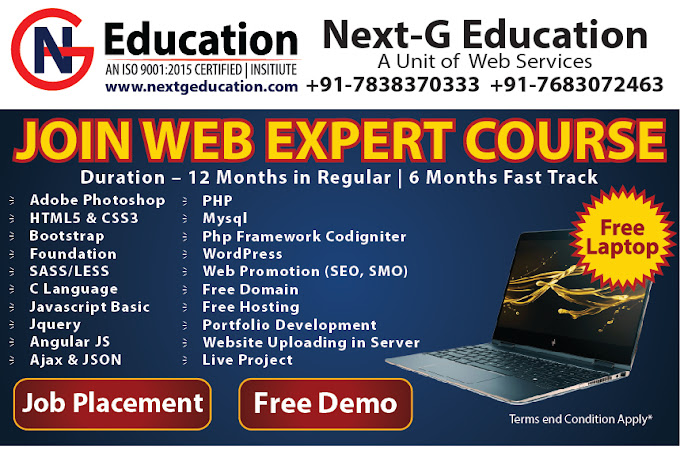 NG Education
AN ISO 9001:2015 CERTIFIED | INSITIUTE
www.nextgeducation.com
Next-G Education
A Unit of Web Services
+91-7838370333 +91-7683072463
JOIN WEB EXPERT COURSE
Duration – 12 Months in Regular | 6 Months Fast Track
Adobe Photoshop
HTML5 & CSS3
Bootstrap
Foundation
SASS/LESS
C Language
Javascript Basic
Jquery
Angular JS
Ajax & JSON
PHP
Mysql
Php Framework Codigniter
WordPress
Web Promotion (SEO, SMO)
Free Domain
Free Hosting
Portfolio Development
Website Uploading in Server
Live Project
Free
Laptop
Job Placement
Free Demo
Terms end Condition Apply*